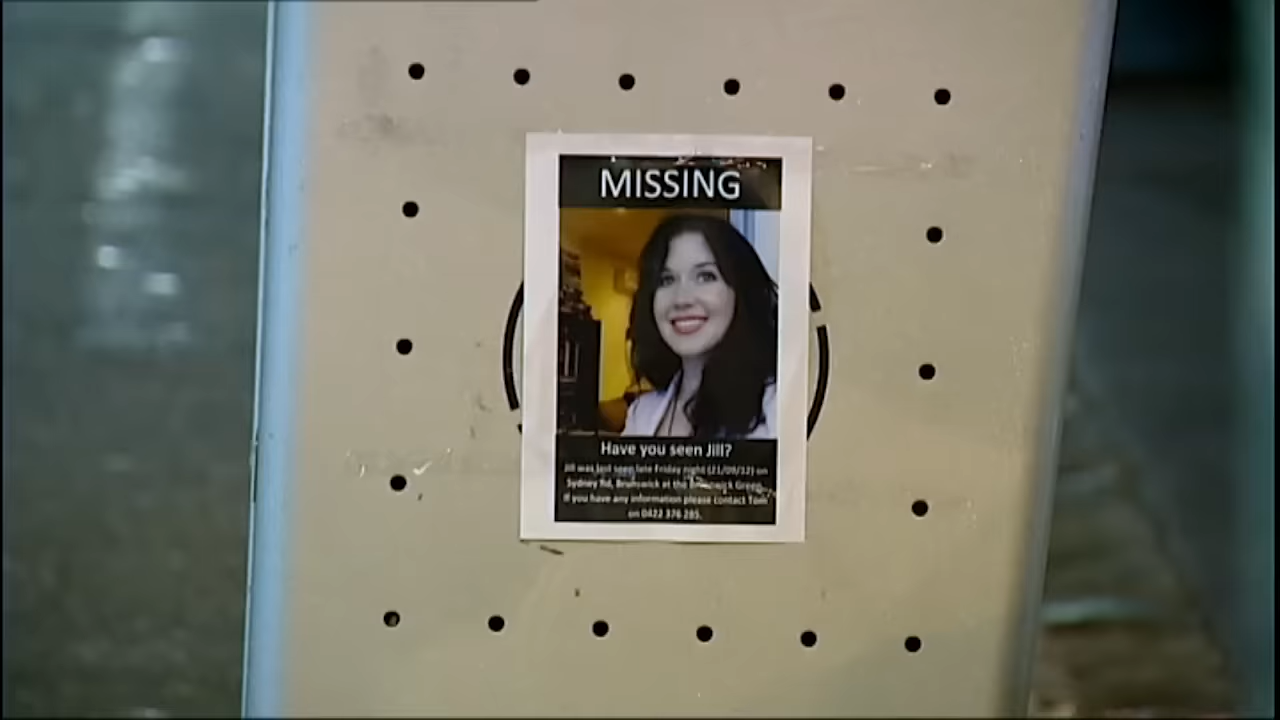 MISSING
Have you seen Jill?
Jill was last seen late Friday night (21/09/12) on
Sydney Rd, Brunswick at the Brunswick Green.
If you have any information please contact Tom
on 0422 376 285.